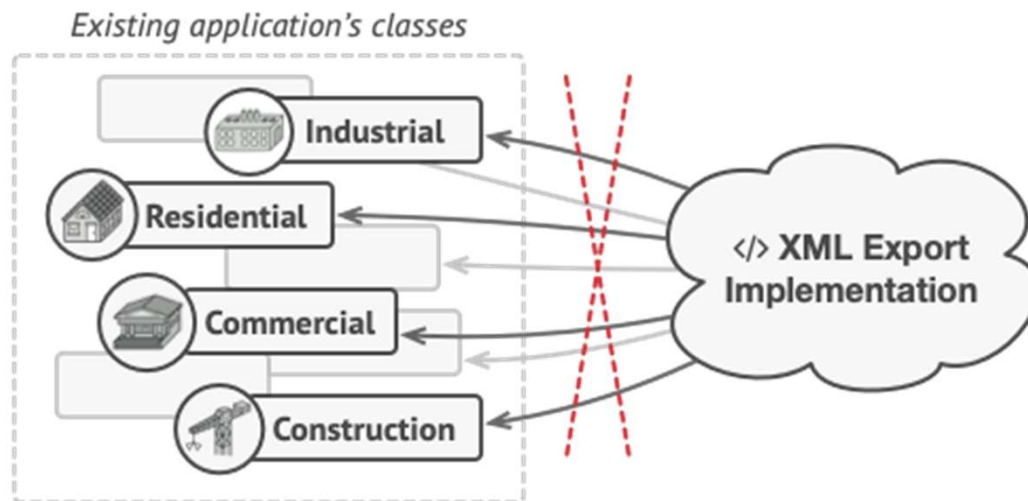 Existing application’s classes
Industrial
Residential
Commercial
Construction
</> XML Export
Implementation